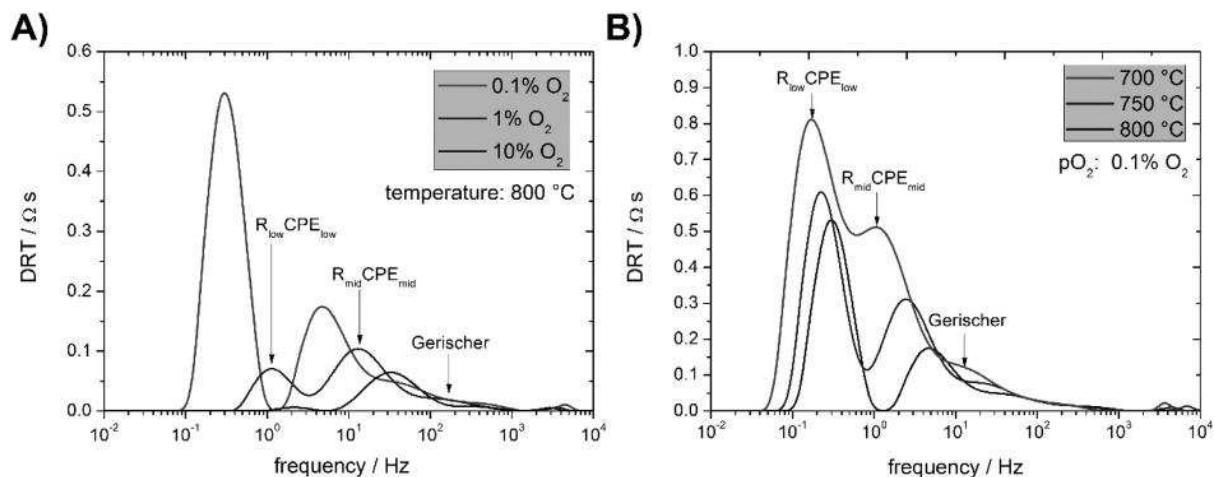 A)
0.6
0.5
0.4
0.3
0.2
0.1
0.0
DRT / Ω s
0.1% O₂
1% O₂
10% O₂
temperature: 800 °C
R_lowCPE_low
R_midCPE_mid
Gerischer
10⁻² 10⁻¹ 10⁰ 10¹ 10² 10³ 10⁴
frequency / Hz
B)
1.0
0.9
0.8
0.7
0.6
0.5
0.4
0.3
0.2
0.1
0.0
DRT / Ω s
700 °C
750 °C
800 °C
pO₂: 0.1% O₂
R_lowCPE_low
R_midCPE_mid
Gerischer
10⁻² 10⁻¹ 10⁰ 10¹ 10² 10³ 10⁴
frequency / Hz